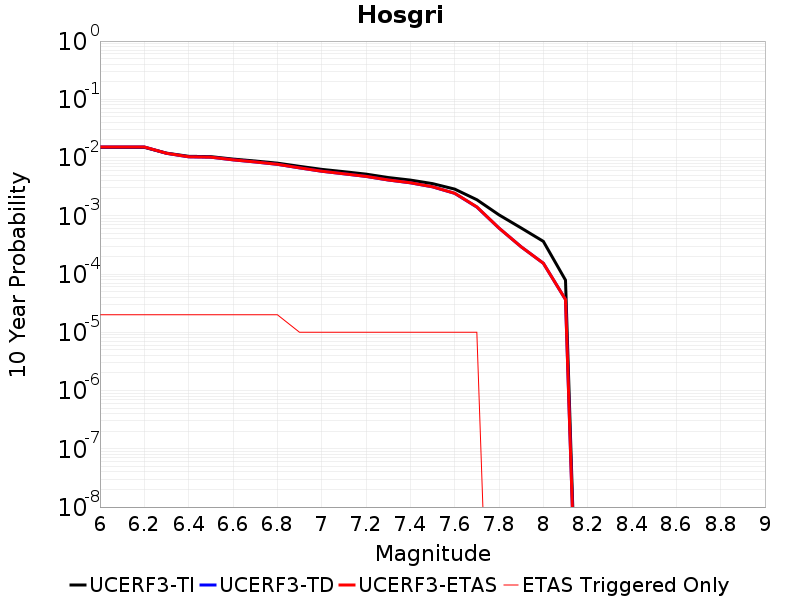 Hosgri
10⁰
10⁻¹
10⁻²
10⁻³
10⁻⁴
10⁻⁵
10⁻⁶
10⁻⁷
10⁻⁸
10 Year Probability
6 6.2 6.4 6.6 6.8 7 7.2 7.4 7.6 7.8 8 8.2 8.4 8.6 8.8 9
Magnitude
UCERF3-TI UCERF3-TD UCERF3-ETAS ETAS Triggered Only